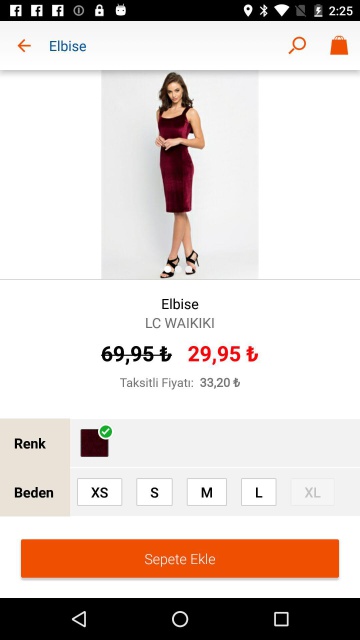 2:25
Elbise
Elbise
LC WAIKIKI
69,95 ₺ 29,95 ₺
Taksitli Fiyatı: 33,20 ₺
Renk
Beden XS S M L XL
Sepete Ekle